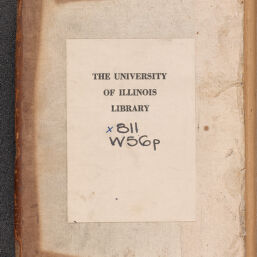 THE UNIVERSITY
OF ILLINOIS
LIBRARY
x811
W56p